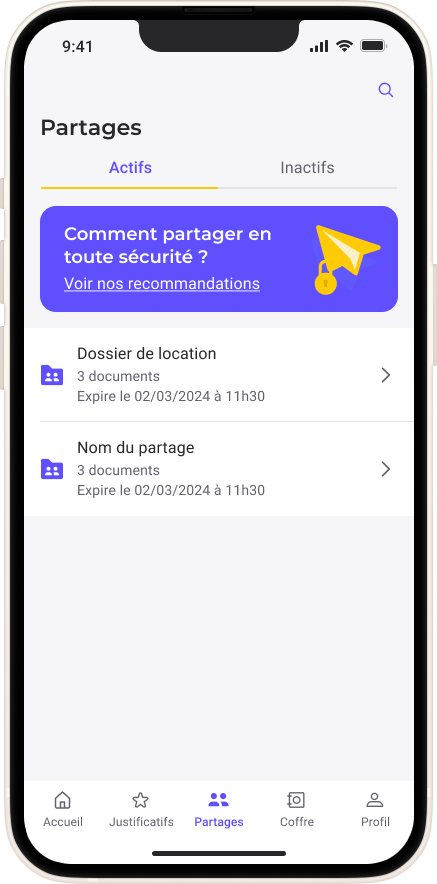 9:41
Partages
Actifs
Inactifs
Comment partager en
toute sécurité ?
Voir nos recommandations
Dossier de location
3 documents
Expire le 02/03/2024 à 11h30
Nom du partage
3 documents
Expire le 02/03/2024 à 11h30
Accueil
Justificatifs
Partages
Coffre
Profil